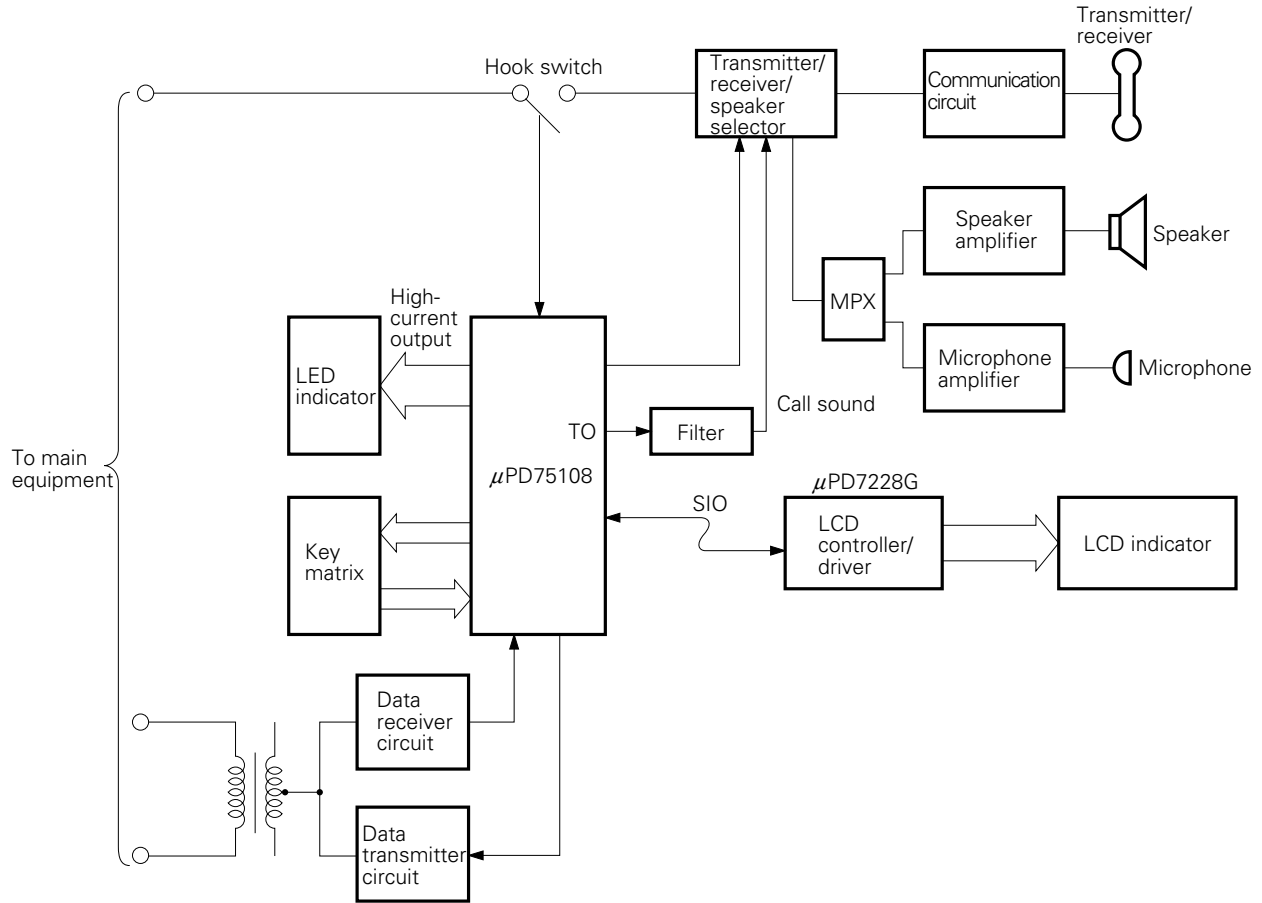 Transmitter/
receiver
Hook switch
Transmitter/
receiver/
speaker
selector
Communication
circuit
Speaker
amplifier
Speaker
MPX
Microphone
amplifier
Microphone
High-
current
output
LED
indicator
Call sound
TO
Filter
To main
equipment
μPD75108
μPD7228G
SIO
LCD
controller/
driver
LCD indicator
Key
matrix
Data
receiver
circuit
Data
transmitter
circuit